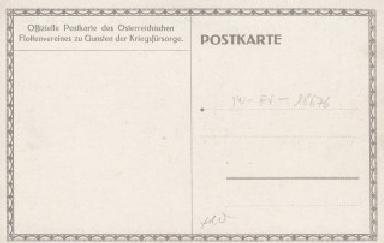 Offizielle Postkarte des Österreichischen
Flottenvereines zu Gunsten der Kriegsfürsorge.
POSTKARTE